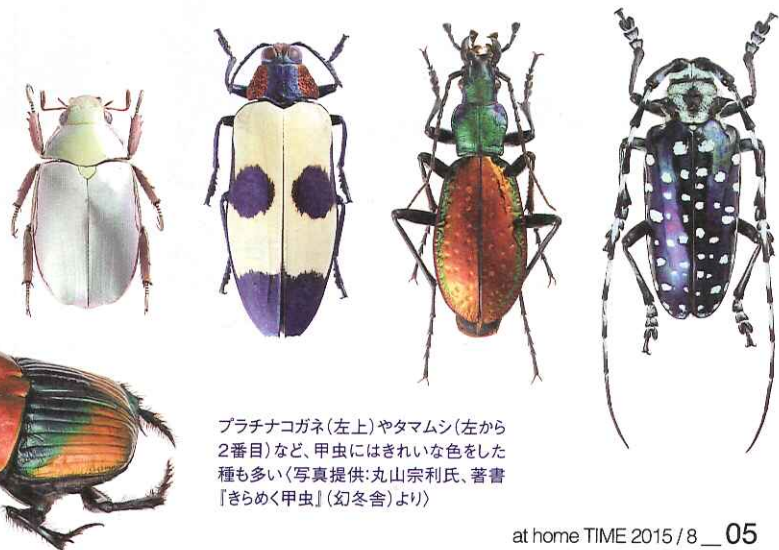 プラチナコガネ(左上)やタマムシ(左から
2番目)など、甲虫にはきれいな色をした
種も多い〈写真提供:丸山宗利氏、著書
『きらめく甲虫』(幻冬舎)より〉
at home TIME 2015 / 8 __ 05